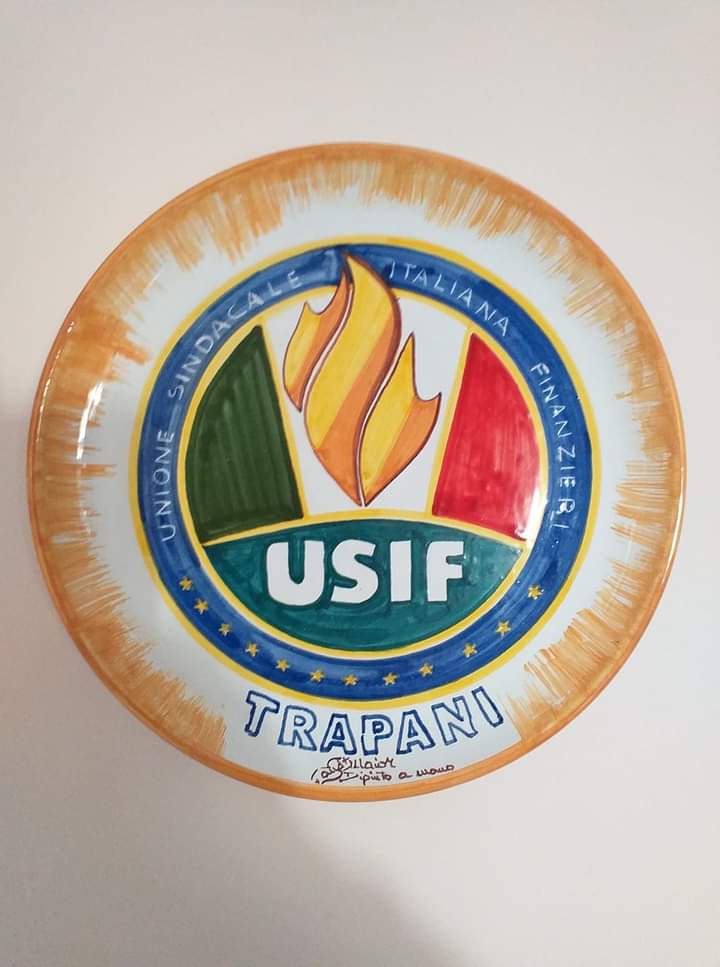 UNIONE SINDACALE ITALIANA FINANZIERI
USIF
TRAPANI
Dipinto a mano